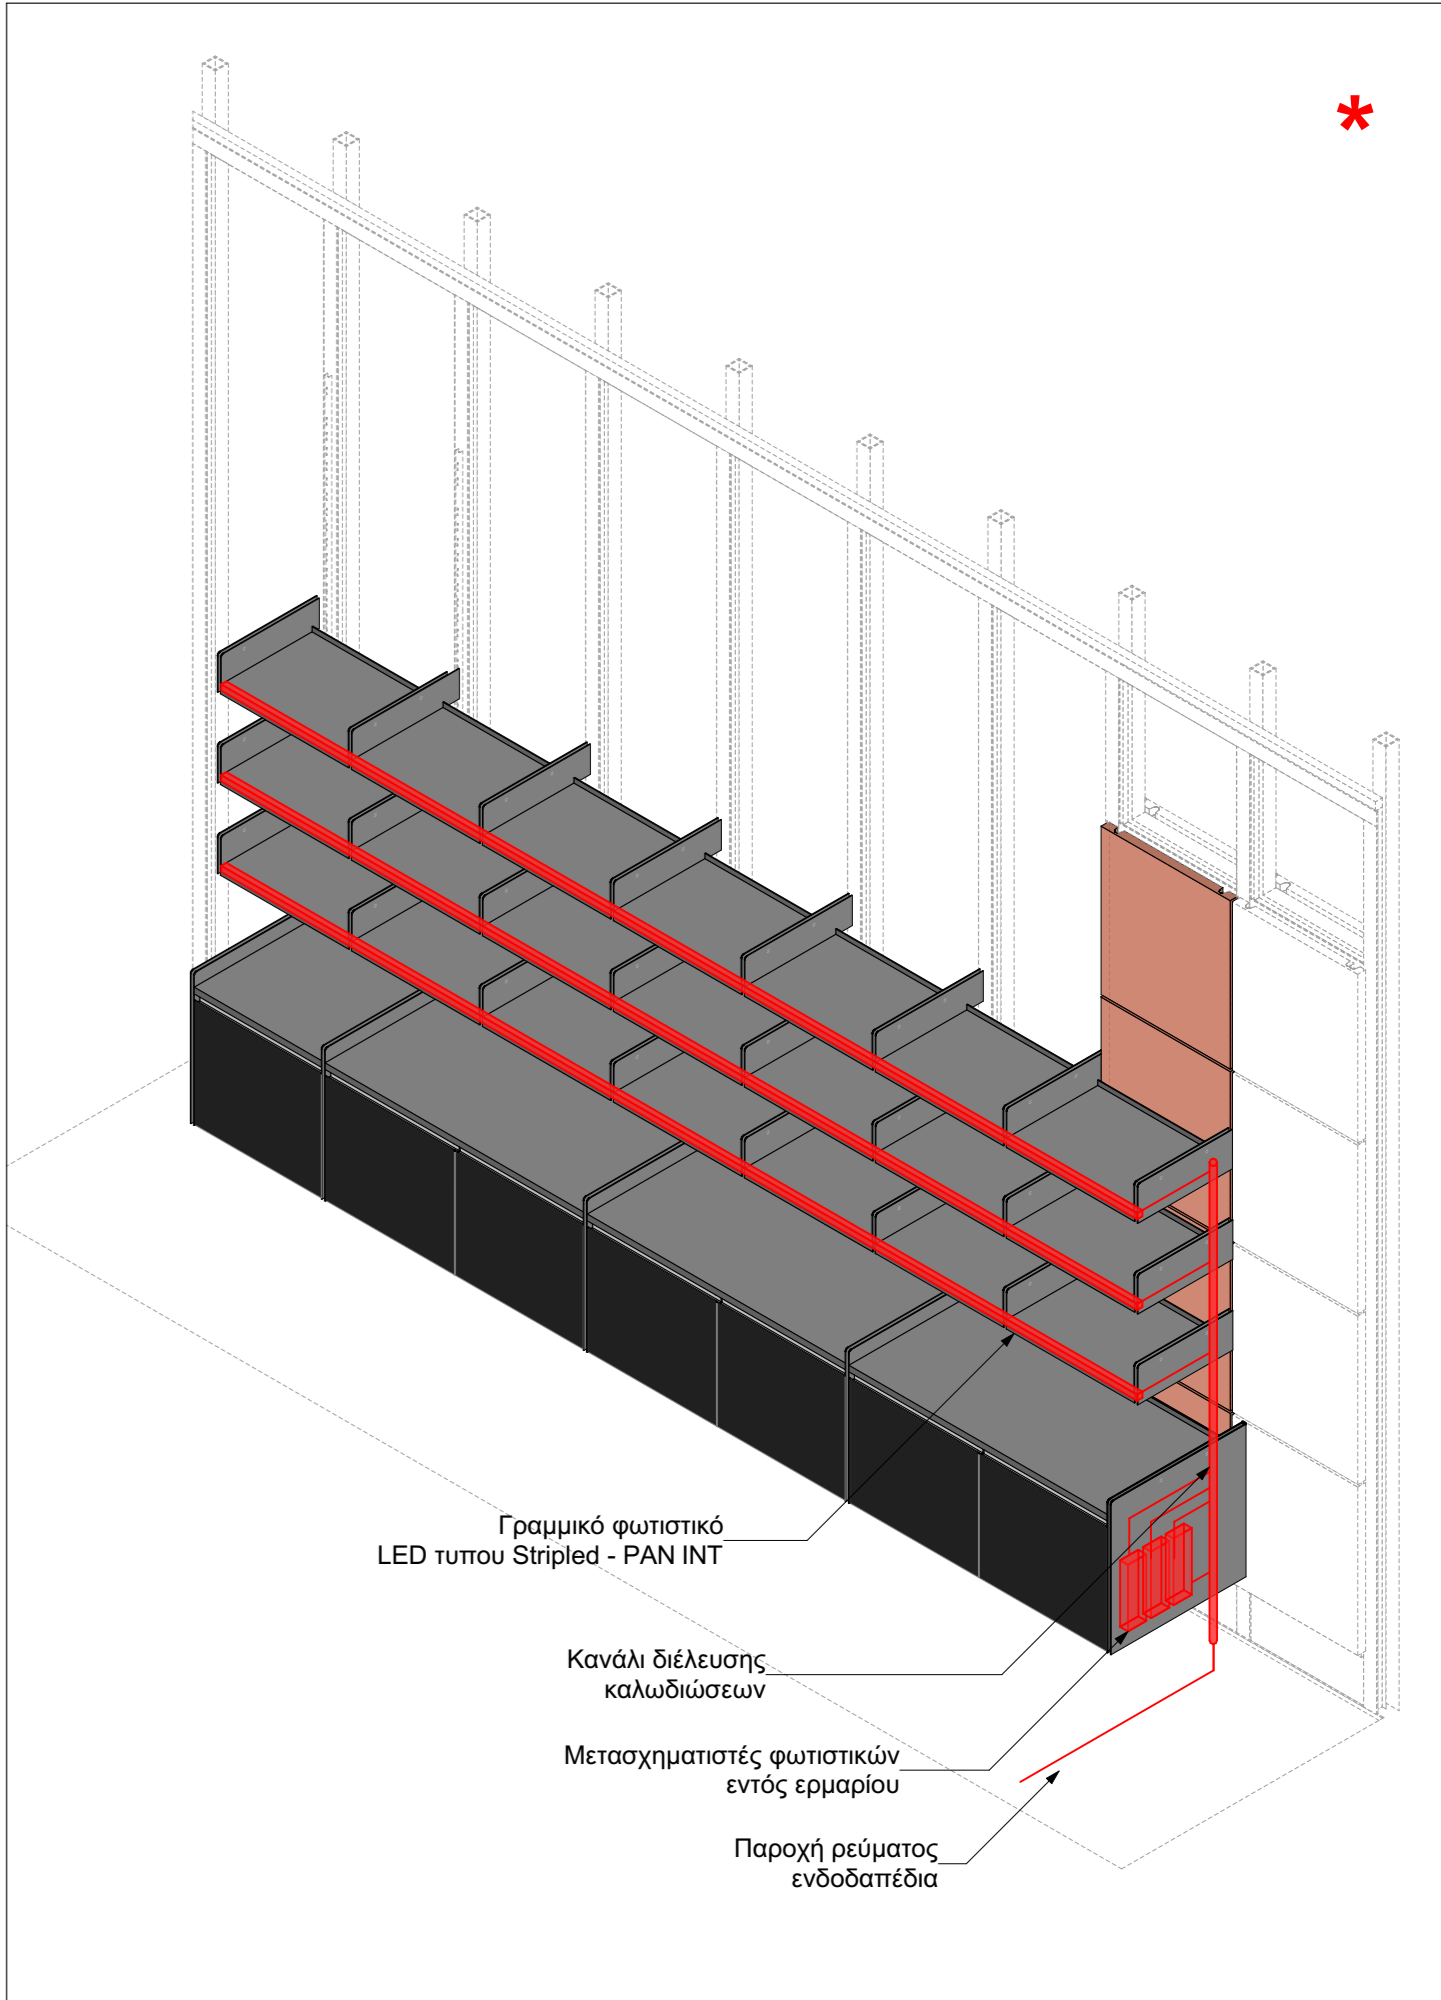 *
Γραμμικό φωτιστικό
LED τυπου Stripled - PAN INT
Κανάλι διέλευσης
καλωδιώσεων
Μετασχηματιστές φωτιστικών
εντός ερμαρίου
Παροχή ρεύματος
ενδοδαπέδια